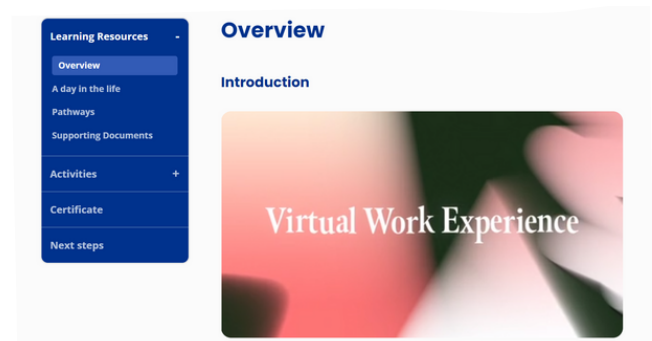 Learning Resources -
Overview
A day in the life
Pathways
Supporting Documents
Activities +
Certificate
Next steps
Overview
Introduction
Virtual Work Experience